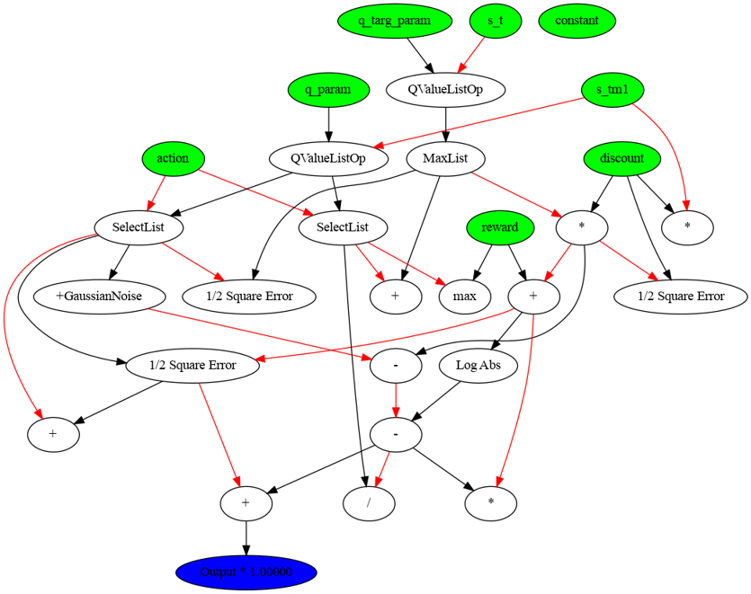 q_targ_param
s_t
constant
q_param
QValueListOp
s_tm1
action
QValueListOp
MaxList
discount
SelectList
SelectList
reward
*
*
+GaussianNoise
1/2 Square Error
+
max
+
1/2 Square Error
1/2 Square Error
-
Log Abs
+
-
+
/
*
Output * 1.00000